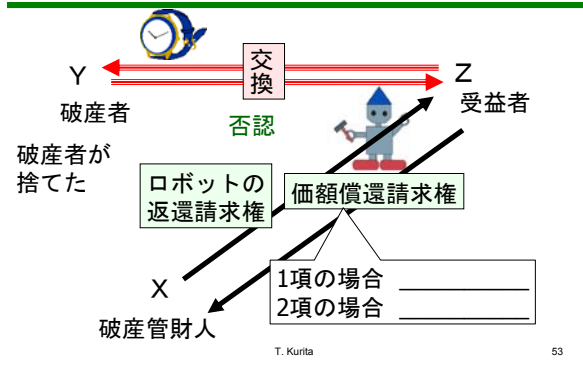 交
換
Y
破産者
Z
受益者
否認
破産者が
捨てた
ロボットの
返還請求権
価額償還請求権
1項の場合 __________
2項の場合 __________
X
破産管財人
T. Kurita
53